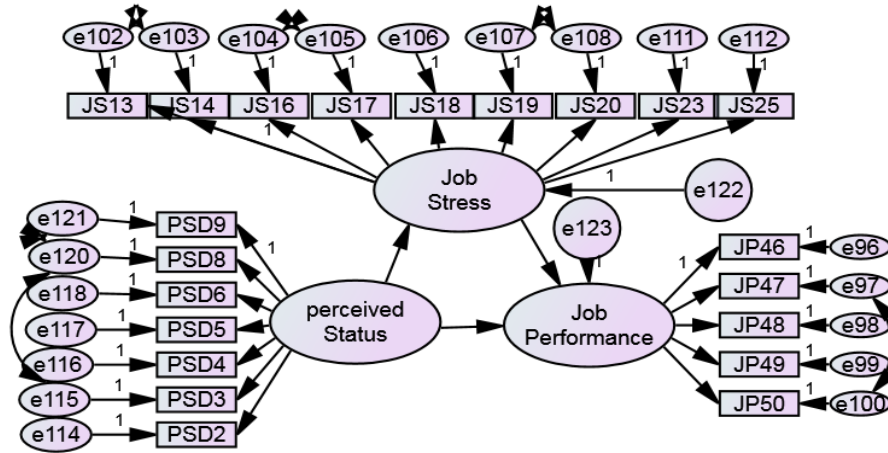 e102 e103 e104 e105 e106 e107 e108 e111 e112
1 1 1 1 1 1 1 1 1
JS13 JS14 JS16 JS17 JS18 JS19 JS20 JS23 JS25
1
Job
Stress
1
e122
e123
1
e121 1 PSD9
e120 1 PSD8
e118 1 PSD6
e117 1 PSD5
e116 1 PSD4
e115 1 PSD3
e114 1 PSD2
1
perceived
Status
Job
Performance
1
JP46 1 e96
JP47 1 e97
JP48 1 e98
JP49 1 e99
JP50 1 e100